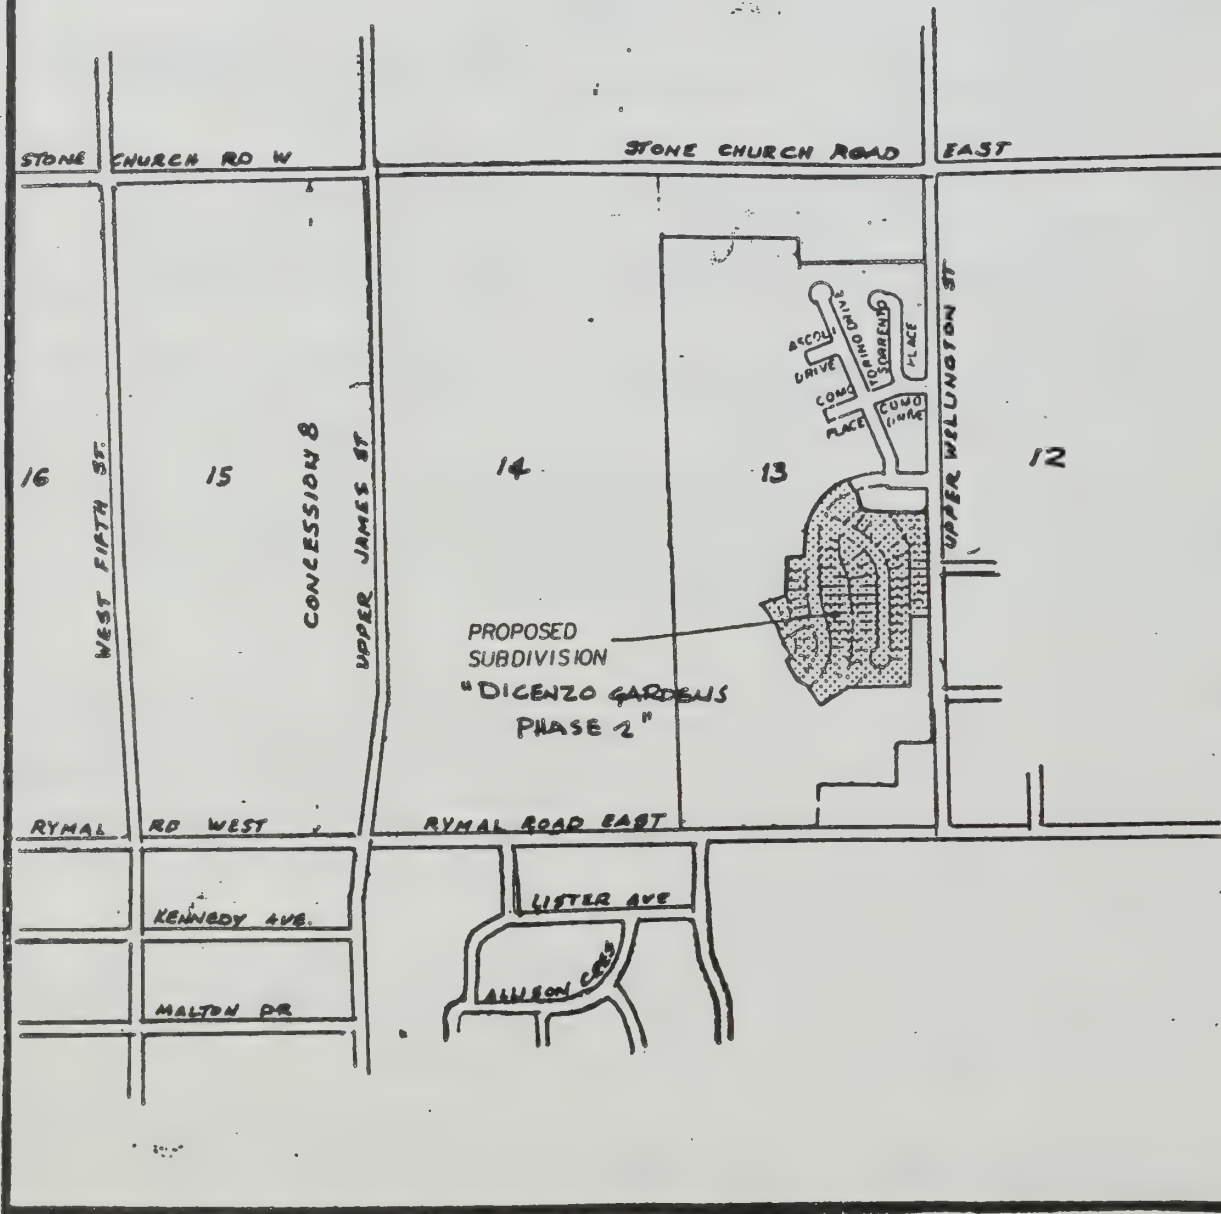 STONE CHURCH RD W
STONE CHURCH ROAD EAST
ASCOLI
DRIVE
TONINO DRIVE
SORRENTO
PLACE
COMO
PLACE
COMO
DRIVE
16
WEST FIFTH ST.
15
CONCESSION 8
UPPER JAMES ST
14
13
UPPER WELLINGTON ST
12
PROPOSED
SUBDIVISION
"DICENZO GARDENS
PHASE 2"
RYMAL RD WEST
RYMAL ROAD EAST
KENNEDY AVE.
LISTER AVE
ALLISON CRES
MALTON DR